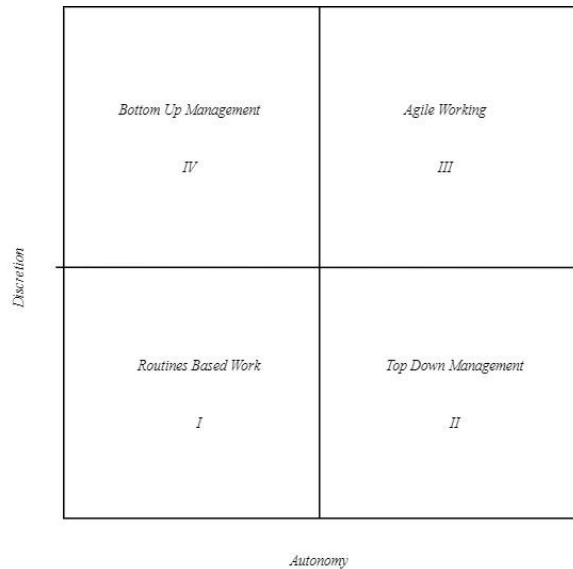 Bottom Up Management
Agile Working
IV
III
Discretion
Routines Based Work
Top Down Management
I
II
Autonomy